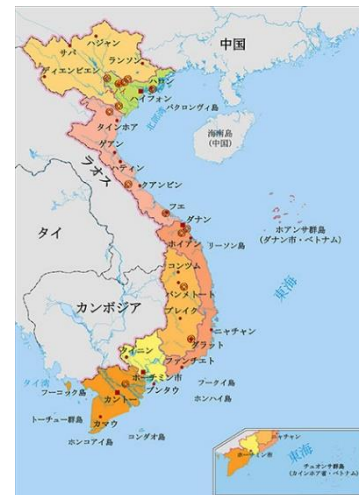 中国
ハジャン
サパ
ランソン
ディエンビエン
ハロン
ハイフォン
バクロンヴィ島
北部湾
タインホア
海南島
(中国)
ゲアン
ラオス
ハティン
クアンビン
フエ
ダナン
ホアンサ群島
(ダナン市・ベトナム)
タイ
ホイアン
リーソン島
コンツム
東海
バンメトート
カンボジア
プレイク
ニャチャン
ダラット
タイニン
ファンティエト
ホーチミン市
タイ湾
ブンタウ
フークイ島
フーコック島
カントー
ホンハイ島
トーチュー群島
カマウ
コンダオ島
ホンコアイ島
ニャチャン
東海
ホーチミン市
チュオンサ群島
(カインホア省・ベトナム)